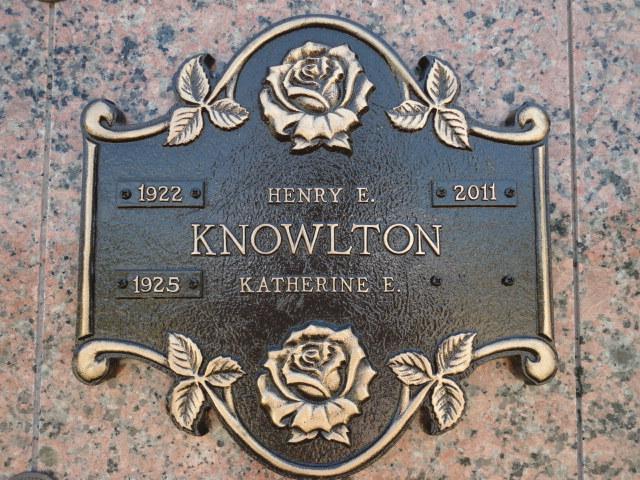 1922 HENRY E. 2011
KNOWLTON
1925 KATHERINE E.